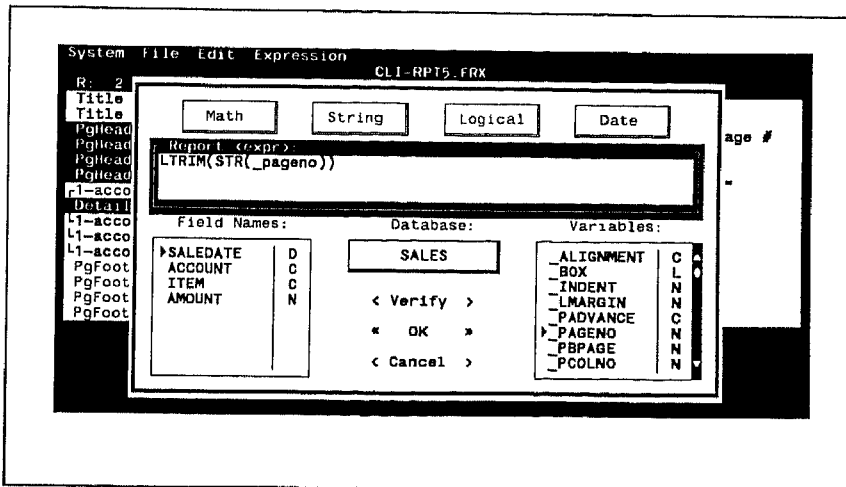 System File Edit Expression
CLI-RPT5.FRX
R: 2
Title
Title
PgHead
PgHead
PgHead
PgHead
1-acco
Detail
1-acco
1-acco
1-acco
PgFoot
PgFoot
PgFoot
PgFoot
age #
Math String Logical Date
Report <expr>:
LTRIM(STR(_pageno))
Field Names: Database: Variables:
SALEDATE D
ACCOUNT C
ITEM C
AMOUNT N
SALES
< Verify >
« OK »
< Cancel >
_ALIGNMENT C
_BOX L
_INDENT N
_LMARGIN N
_PADVANCE C
_PAGENO N
_PBPAGE N
_PCOLNO N